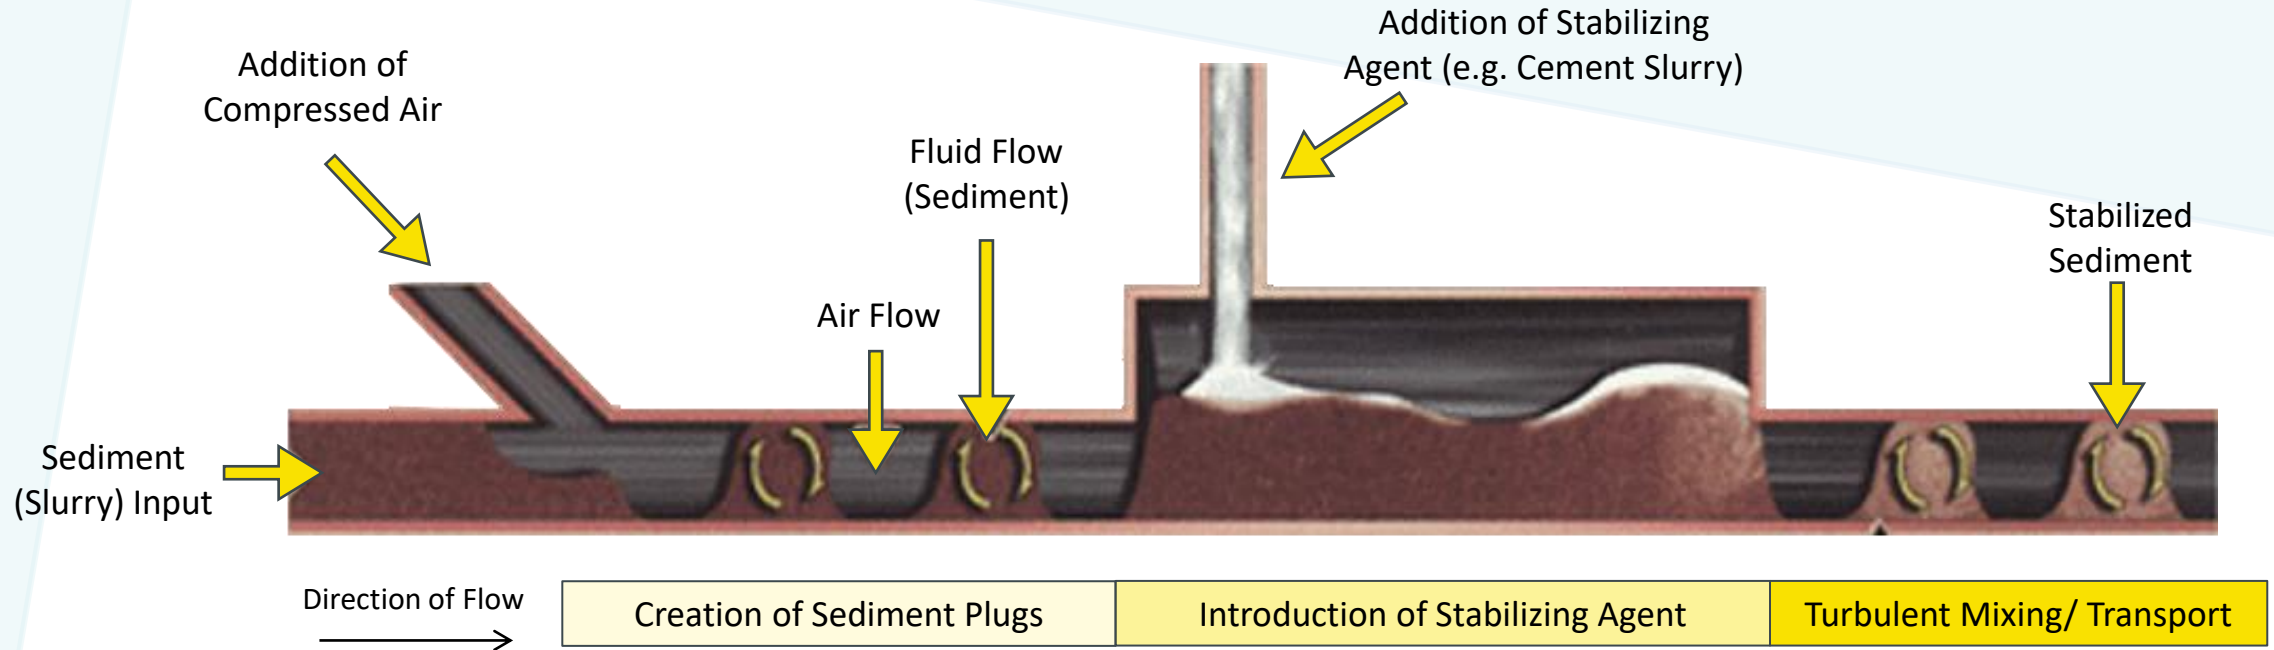 Addition of
Compressed Air
Addition of Stabilizing
Agent (e.g. Cement Slurry)
Fluid Flow
(Sediment)
Air Flow
Stabilized
Sediment
Sediment
(Slurry) Input
Direction of Flow
Creation of Sediment Plugs
Introduction of Stabilizing Agent
Turbulent Mixing/ Transport